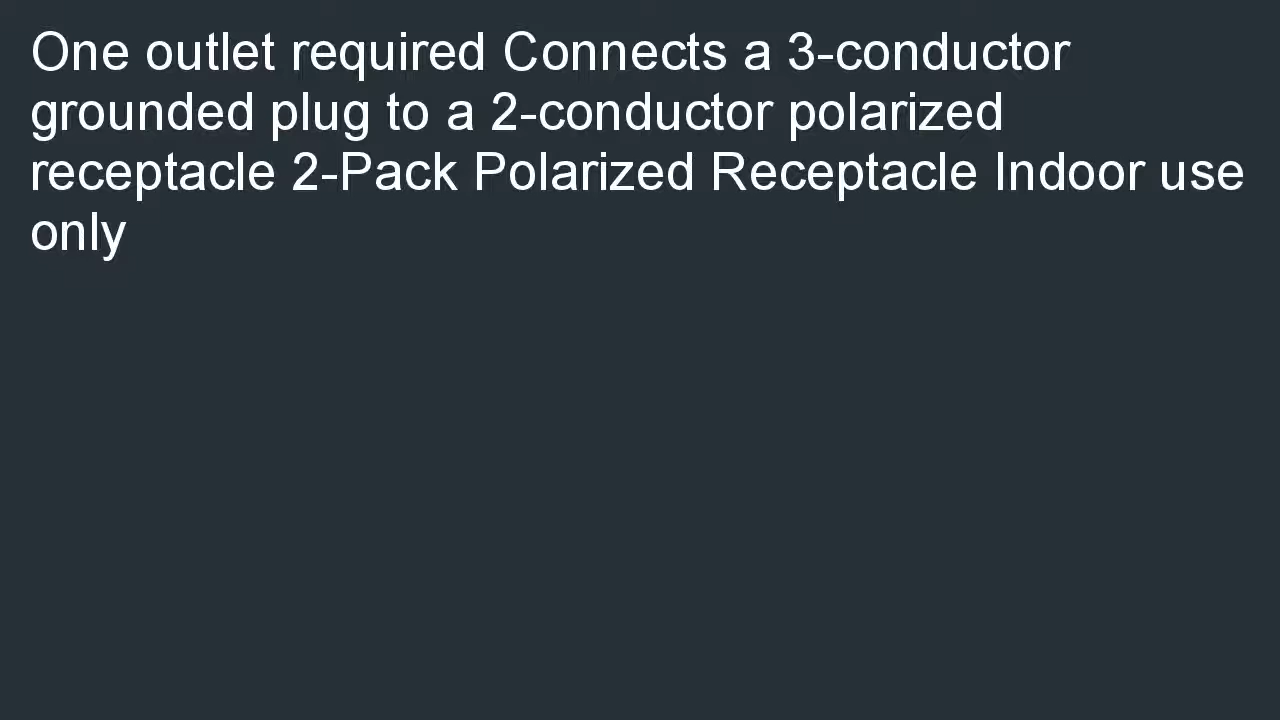 One outlet required Connects a 3-conductor
grounded plug to a 2-conductor polarized
receptacle 2-Pack Polarized Receptacle Indoor use
only